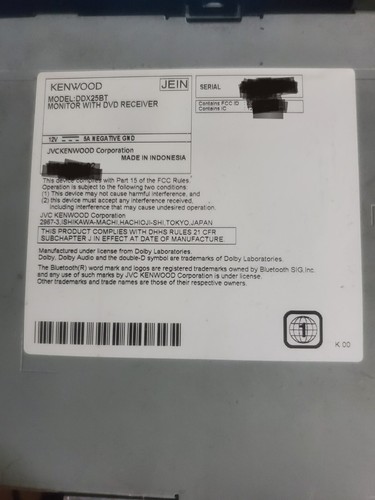 KENWOOD
JEIN
MODEL:DDX25BT
MONITOR WITH DVD RECEIVER
SERIAL
Contains FCC ID
Contains IC
12V 8A NEGATIVE GND
JVCKENWOOD Corporation
MADE IN INDONESIA
This device complies with Part 15 of the FCC Rules.
Operation is subject to the following two conditions:
(1) This device may not cause harmful interference, and
(2) this device must accept any interference received,
including interference that may cause undesired operation.
JVC KENWOOD Corporation
2967-3,ISHIKAWA-MACHI,HACHIOJI-SHI,TOKYO,JAPAN
THIS PRODUCT COMPLIES WITH DHHS RULES 21 CFR
SUBCHAPTER J IN EFFECT AT DATE OF MANUFACTURE.
Manufactured under license from Dolby Laboratories.
Dolby, Dolby Audio and the double-D symbol are trademarks of Dolby Laboratories.
The Bluetooth(R) word mark and logos are registered trademarks owned by Bluetooth SIG,Inc.
and any use of such marks by JVC KENWOOD Corporation is under license.
Other trademarks and trade names are those of their respective owners.
1
K 00